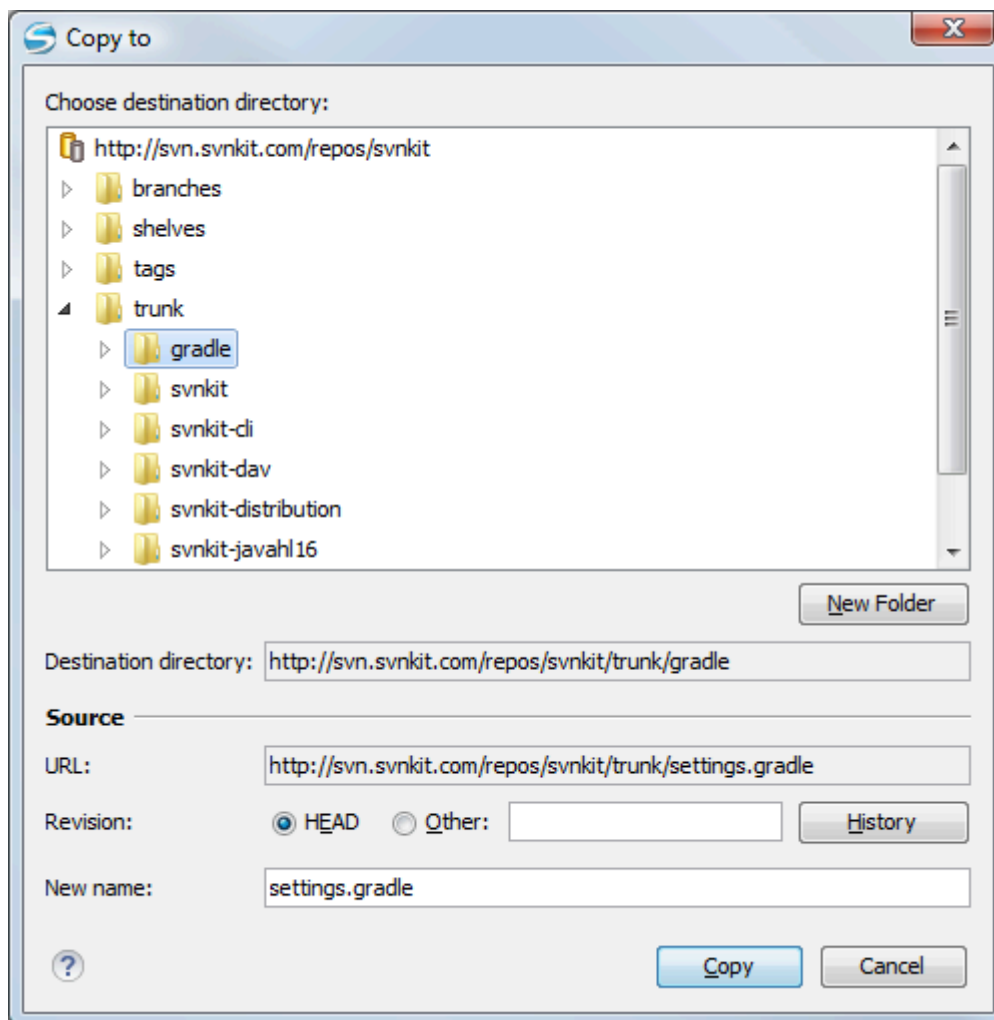 Copy to
Choose destination directory:
http://svn.svnkit.com/repos/svnkit
branches
shelves
tags
trunk
gradle
svnkit
svnkit-cli
svnkit-dav
svnkit-distribution
svnkit-javahl16
New Folder
Destination directory: http://svn.svnkit.com/repos/svnkit/trunk/gradle
Source
URL: http://svn.svnkit.com/repos/svnkit/trunk/settings.gradle
Revision: HEAD Other: History
New name: settings.gradle
? Copy Cancel